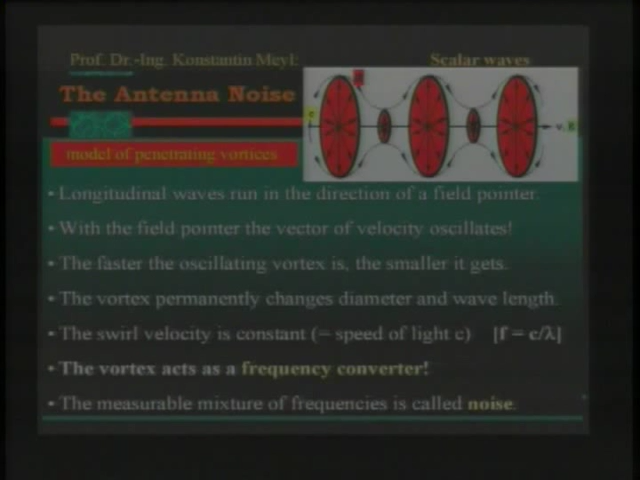 Prof. Dr.-Ing. Konstantin Meyl:
Scalar waves
The Antenna Noise
model of penetrating vortices
• Longitudinal waves run in the direction of a field pointer.
• With the field pointer the vector of velocity oscillates!
• The faster the oscillating vortex is, the smaller it gets.
• The vortex permanently changes diameter and wave length.
• The swirl velocity is constant (= speed of light c) [f = c/λ]
• The vortex acts as a frequency converter!
• The measurable mixture of frequencies is called noise.